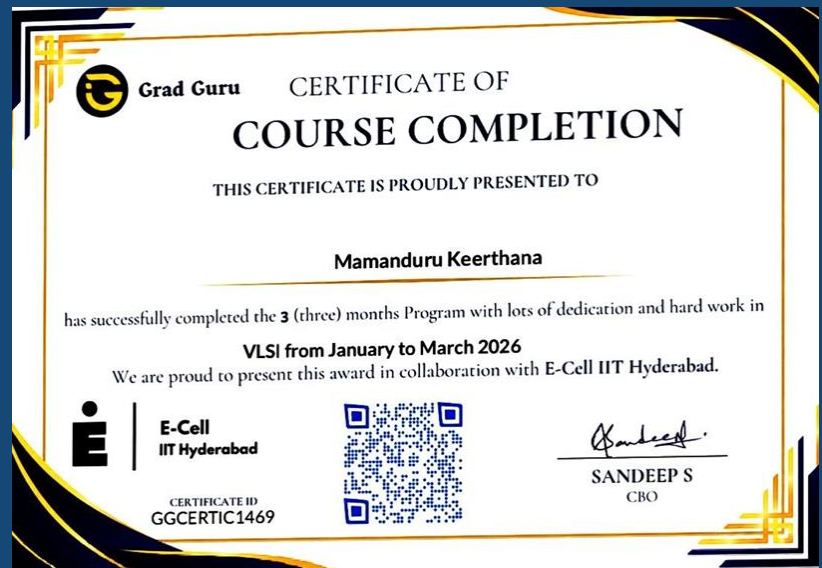 Grad Guru
CERTIFICATE OF
COURSE COMPLETION
THIS CERTIFICATE IS PROUDLY PRESENTED TO
Mamanduru Keerthana
has successfully completed the 3 (three) months Program with lots of dedication and hard work in
VLSI from January to March 2026
We are proud to present this award in collaboration with E-Cell IIT Hyderabad.
E-Cell
IIT Hyderabad
CERTIFICATE ID
GGCERTIC1469
Sandeep S.
SANDEEP S
CBO